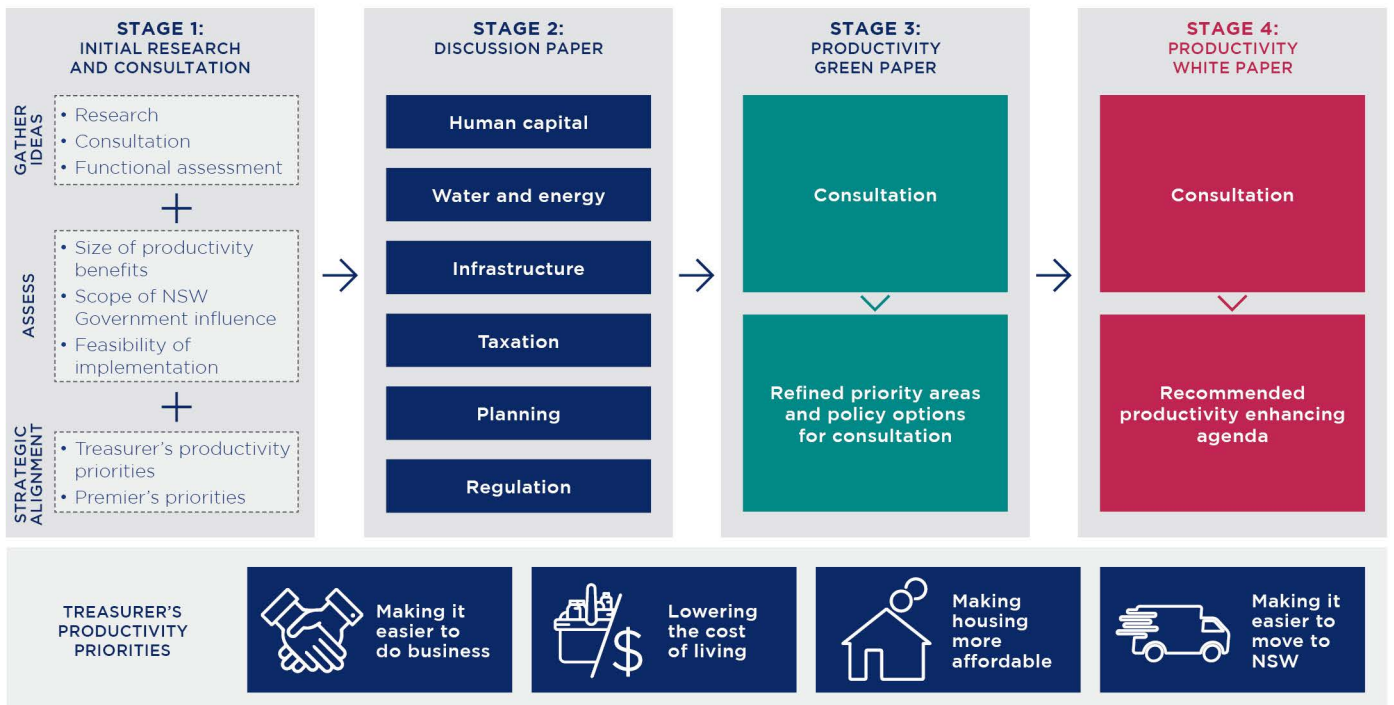 STAGE 1:
INITIAL RESEARCH
AND CONSULTATION
GATHER
IDEAS
• Research
• Consultation
• Functional assessment
+
ASSESS
• Size of productivity
benefits
• Scope of NSW
Government influence
• Feasibility of
implementation
+
STRATEGIC
ALIGNMENT
• Treasurer's productivity
priorities
• Premier's priorities
STAGE 2:
DISCUSSION PAPER
Human capital
Water and energy
Infrastructure
Taxation
Planning
Regulation
STAGE 3:
PRODUCTIVITY
GREEN PAPER
Consultation
Refined priority areas
and policy options
for consultation
STAGE 4:
PRODUCTIVITY
WHITE PAPER
Consultation
Recommended
productivity enhancing
agenda
TREASURER'S
PRODUCTIVITY
PRIORITIES
Making it
easier to
do business
$
Lowering
the cost
of living
Making
housing
more
affordable
Making it
easier to
move to
NSW